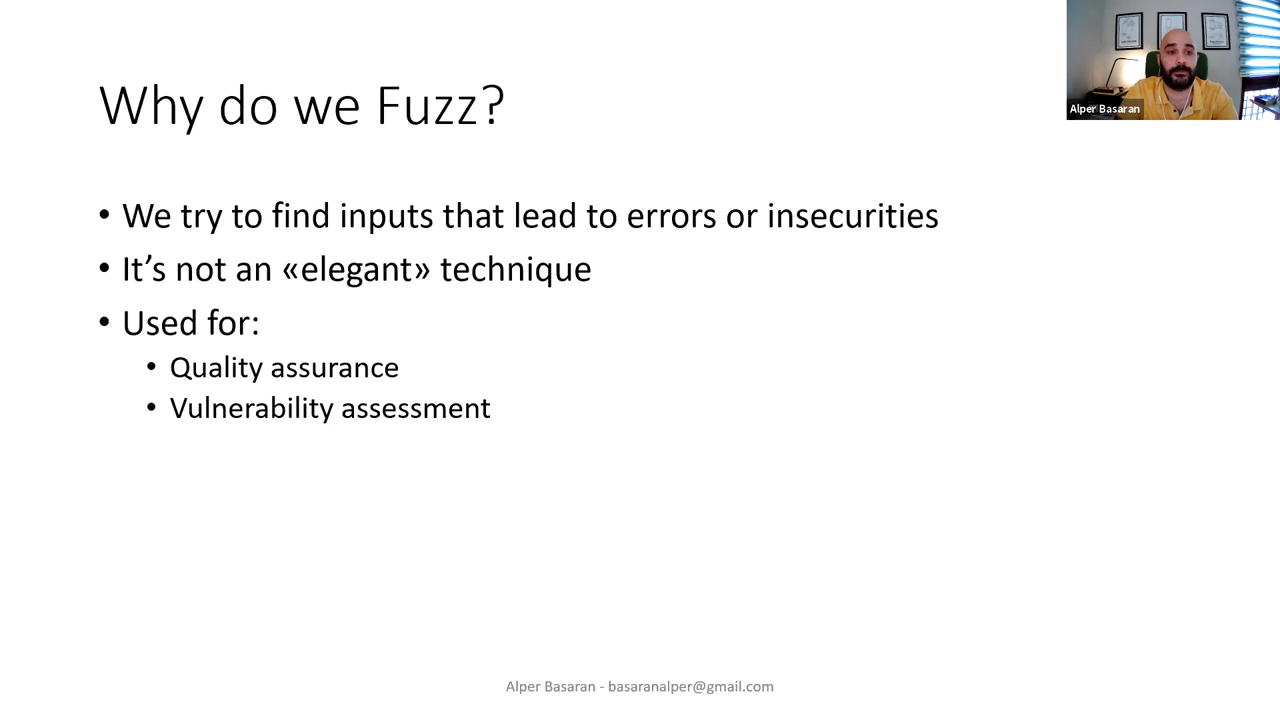 Why do we Fuzz?
Alper Basaran
• We try to find inputs that lead to errors or insecurities
• It’s not an «elegant» technique
• Used for:
• Quality assurance
• Vulnerability assessment
Alper Basaran - basaranalper@gmail.com